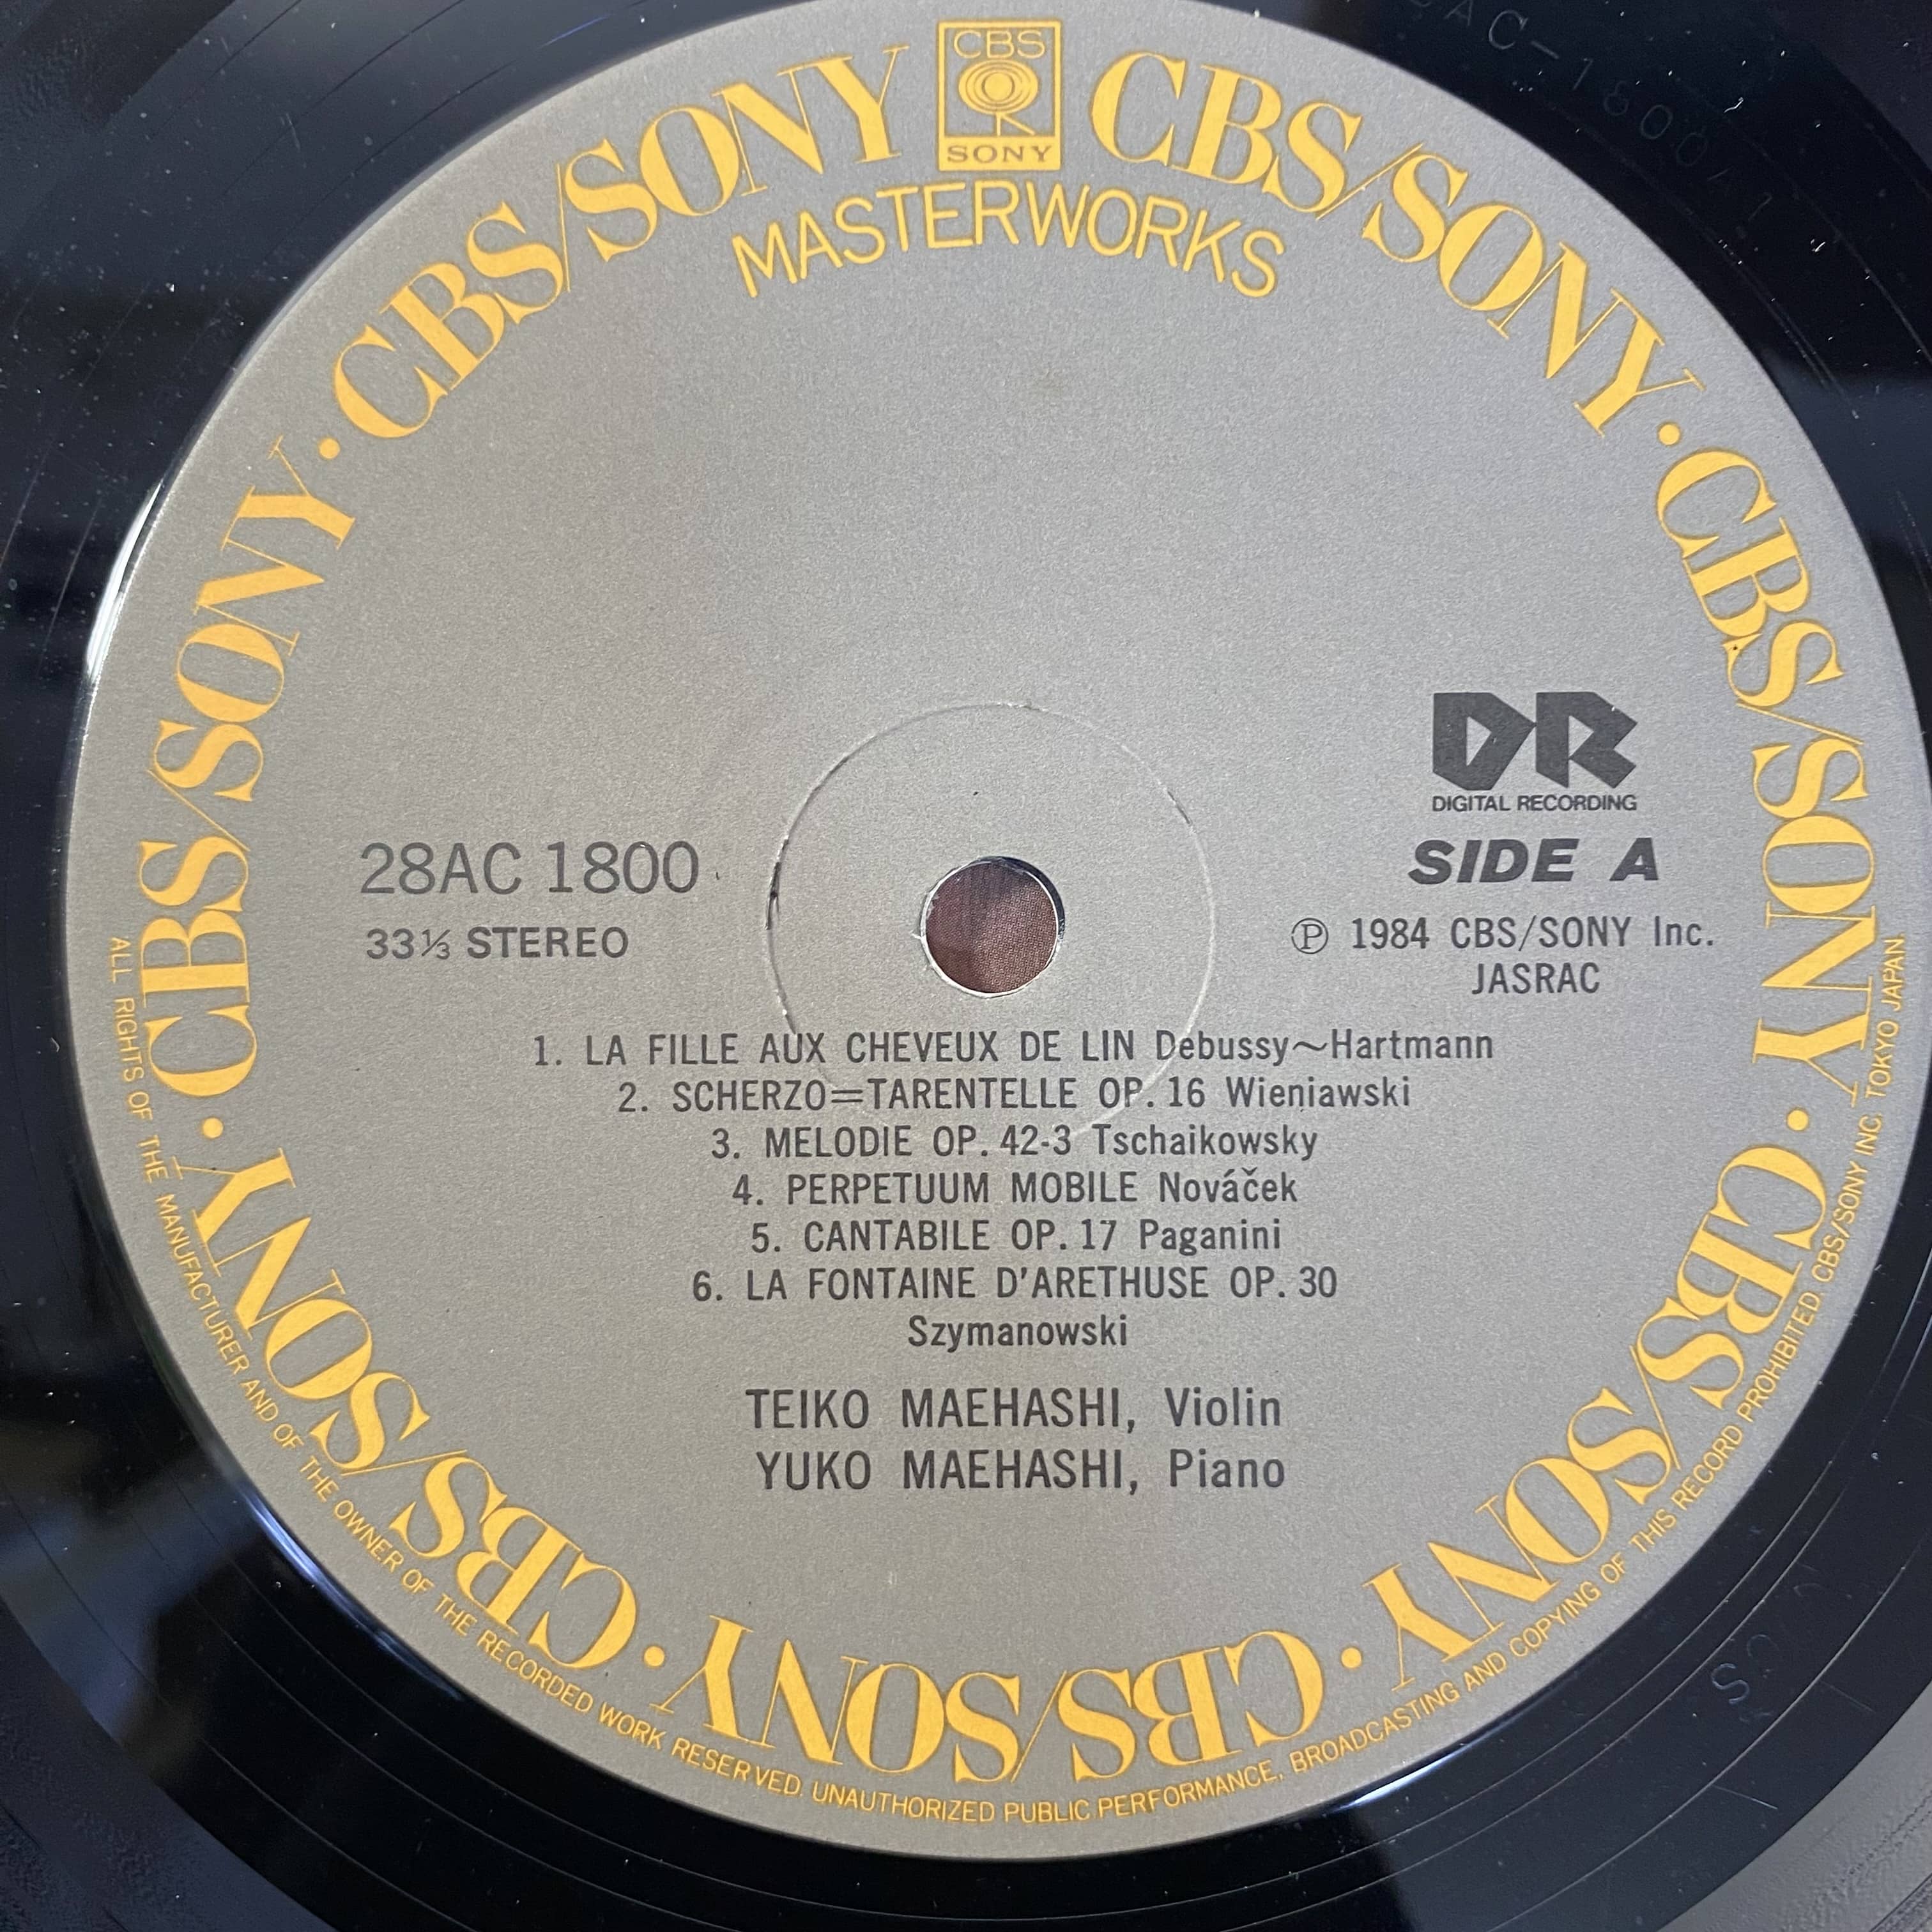 CBS
SONY
CBS/SONY · CBS/SONY · CBS/SONY · CBS/SONY · CBS/SONY · CBS/SONY · CBS/SONY · CBS/SONY
MASTERWORKS
DR
DIGITAL RECORDING
28AC 1800
SIDE A
33⅓ STEREO
Ⓟ 1984 CBS/SONY Inc.
JASRAC
1. LA FILLE AUX CHEVEUX DE LIN Debussy~Hartmann
2. SCHERZO=TARENTELLE OP. 16 Wieniawski
3. MELODIE OP. 42-3 Tschaikowsky
4. PERPETUUM MOBILE Nováček
5. CANTABILE OP. 17 Paganini
6. LA FONTAINE D'ARETHUSE OP. 30
Szymanowski
TEIKO MAEHASHI, Violin
YUKO MAEHASHI, Piano
ALL RIGHTS OF THE MANUFACTURER AND OF THE OWNER OF THE RECORDED WORK RESERVED. UNAUTHORIZED PUBLIC PERFORMANCE, BROADCASTING AND COPYING OF THIS RECORD PROHIBITED. CBS/SONY INC. TOKYO JAPAN